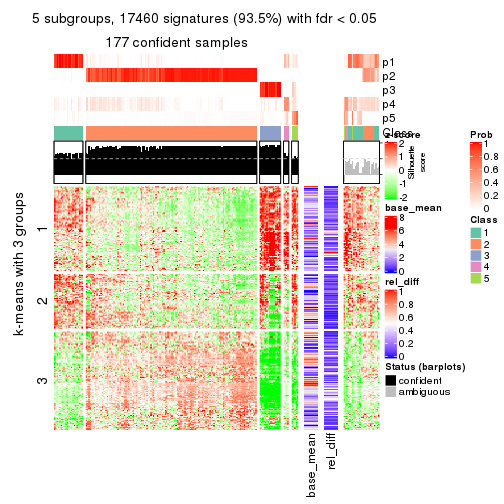 5 subgroups, 17460 signatures (93.5%) with fdr < 0.05
177 confident samples
p1
p2
p3
p4
p5
Class
Silhouette
score
k-means with 3 groups
1
2
3
base_mean
rel_diff
z-score
2
1
0
-1
-2
base_mean
8
6
4
2
0
rel_diff
1
0.8
0.6
0.4
0.2
0
Status (barplots)
confident
ambiguous
Prob
1
0.8
0.6
0.4
0.2
0
Class
1
2
3
4
5